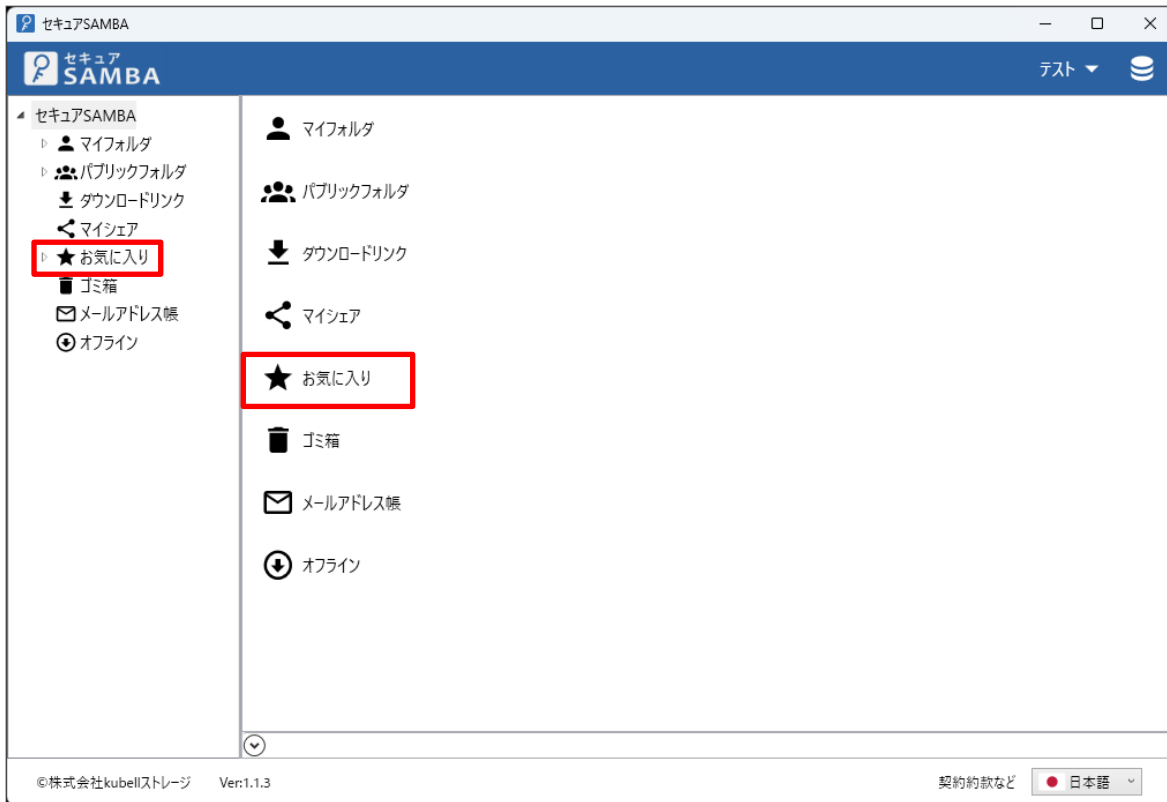 セキュアSAMBA
セキュア
SAMBA
テスト
セキュアSAMBA
マイフォルダ
パブリックフォルダ
ダウンロードリンク
マイシェア
お気に入り
ゴミ箱
メールアドレス帳
オフライン
マイフォルダ
パブリックフォルダ
ダウンロードリンク
マイシェア
お気に入り
ゴミ箱
メールアドレス帳
オフライン
©株式会社kubellストレージ Ver:1.1.3
契約約款など 日本語